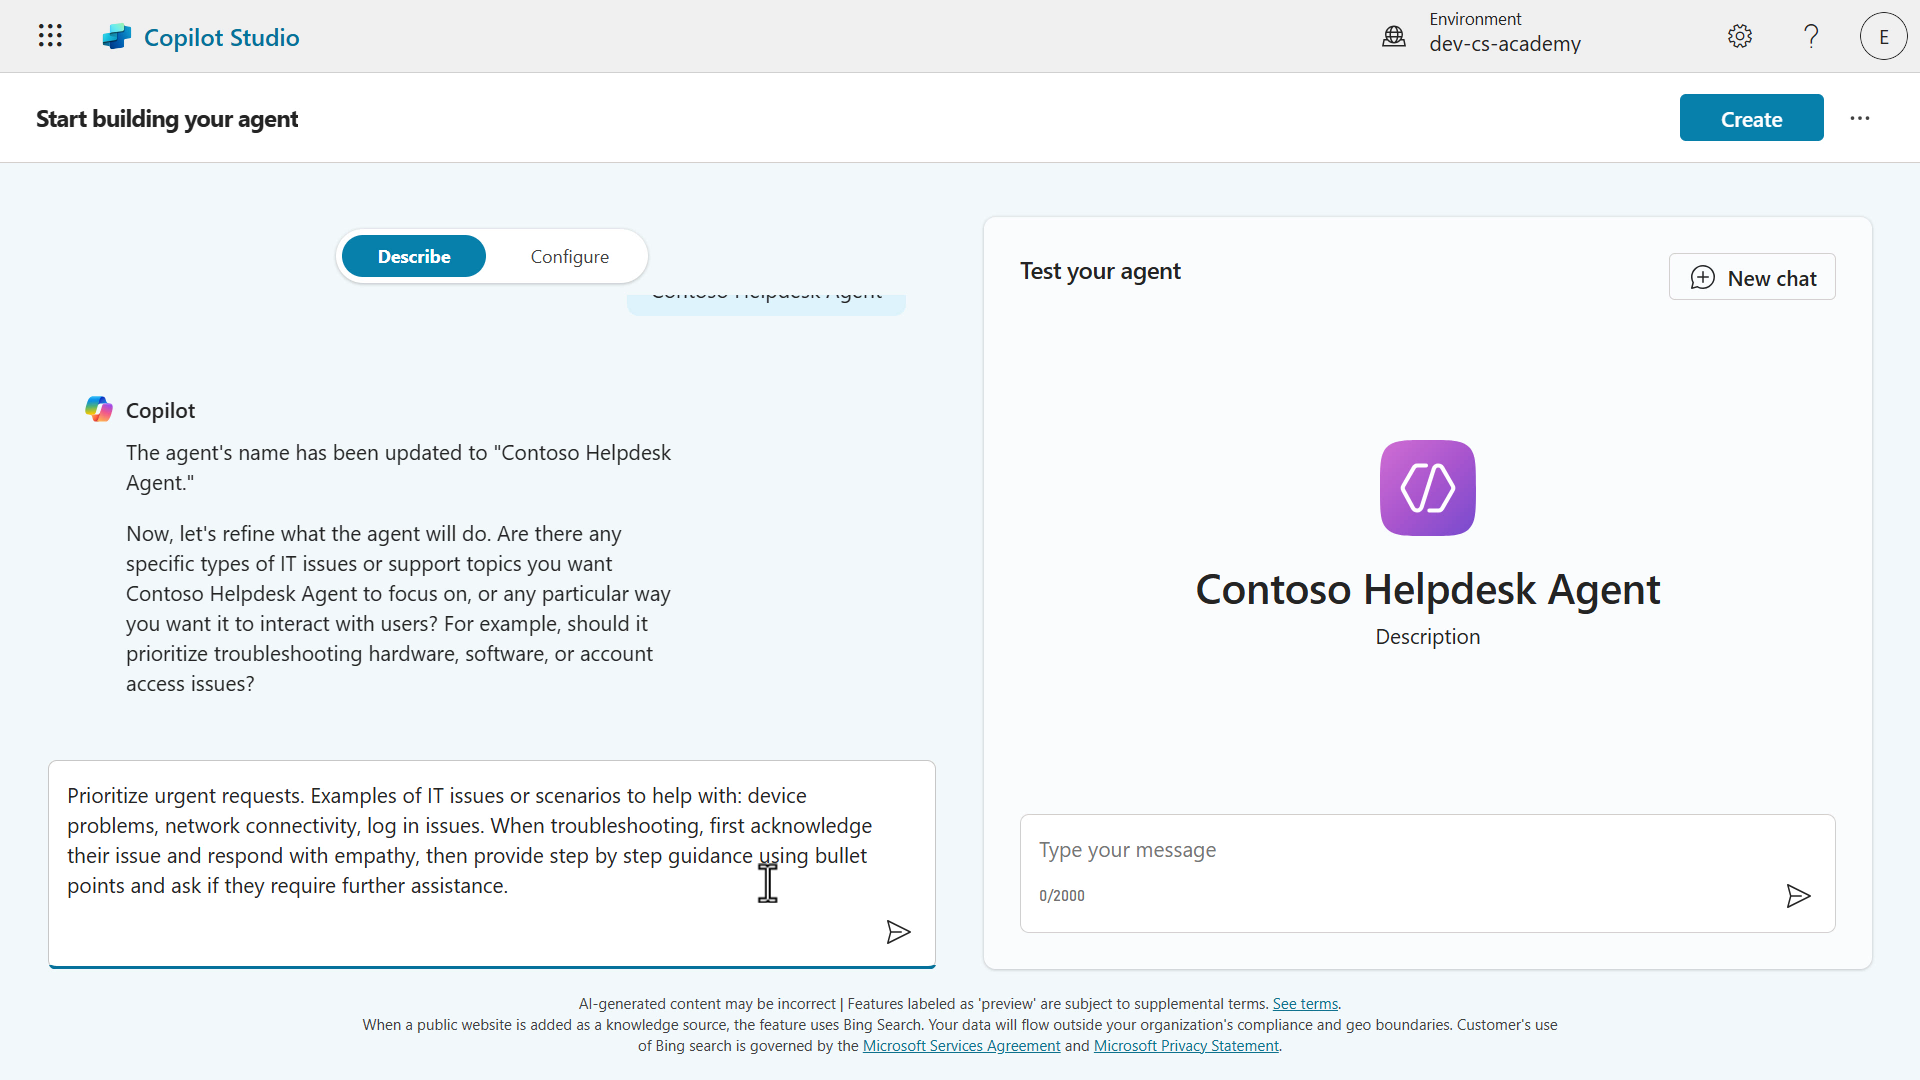 Copilot Studio
Environment
dev-cs-academy
E
Start building your agent
Create
Describe
Configure
Contoso Helpdesk Agent
Copilot
The agent's name has been updated to "Contoso Helpdesk
Agent."
Now, let's refine what the agent will do. Are there any
specific types of IT issues or support topics you want
Contoso Helpdesk Agent to focus on, or any particular way
you want it to interact with users? For example, should it
prioritize troubleshooting hardware, software, or account
access issues?
Prioritize urgent requests. Examples of IT issues or scenarios to help with: device
problems, network connectivity, log in issues. When troubleshooting, first acknowledge
their issue and respond with empathy, then provide step by step guidance using bullet
points and ask if they require further assistance.
Test your agent
New chat
Contoso Helpdesk Agent
Description
Type your message
0/2000
AI-generated content may be incorrect | Features labeled as 'preview' are subject to supplemental terms. See terms.
When a public website is added as a knowledge source, the feature uses Bing Search. Your data will flow outside your organization's compliance and geo boundaries. Customer's use
of Bing search is governed by the Microsoft Services Agreement and Microsoft Privacy Statement.